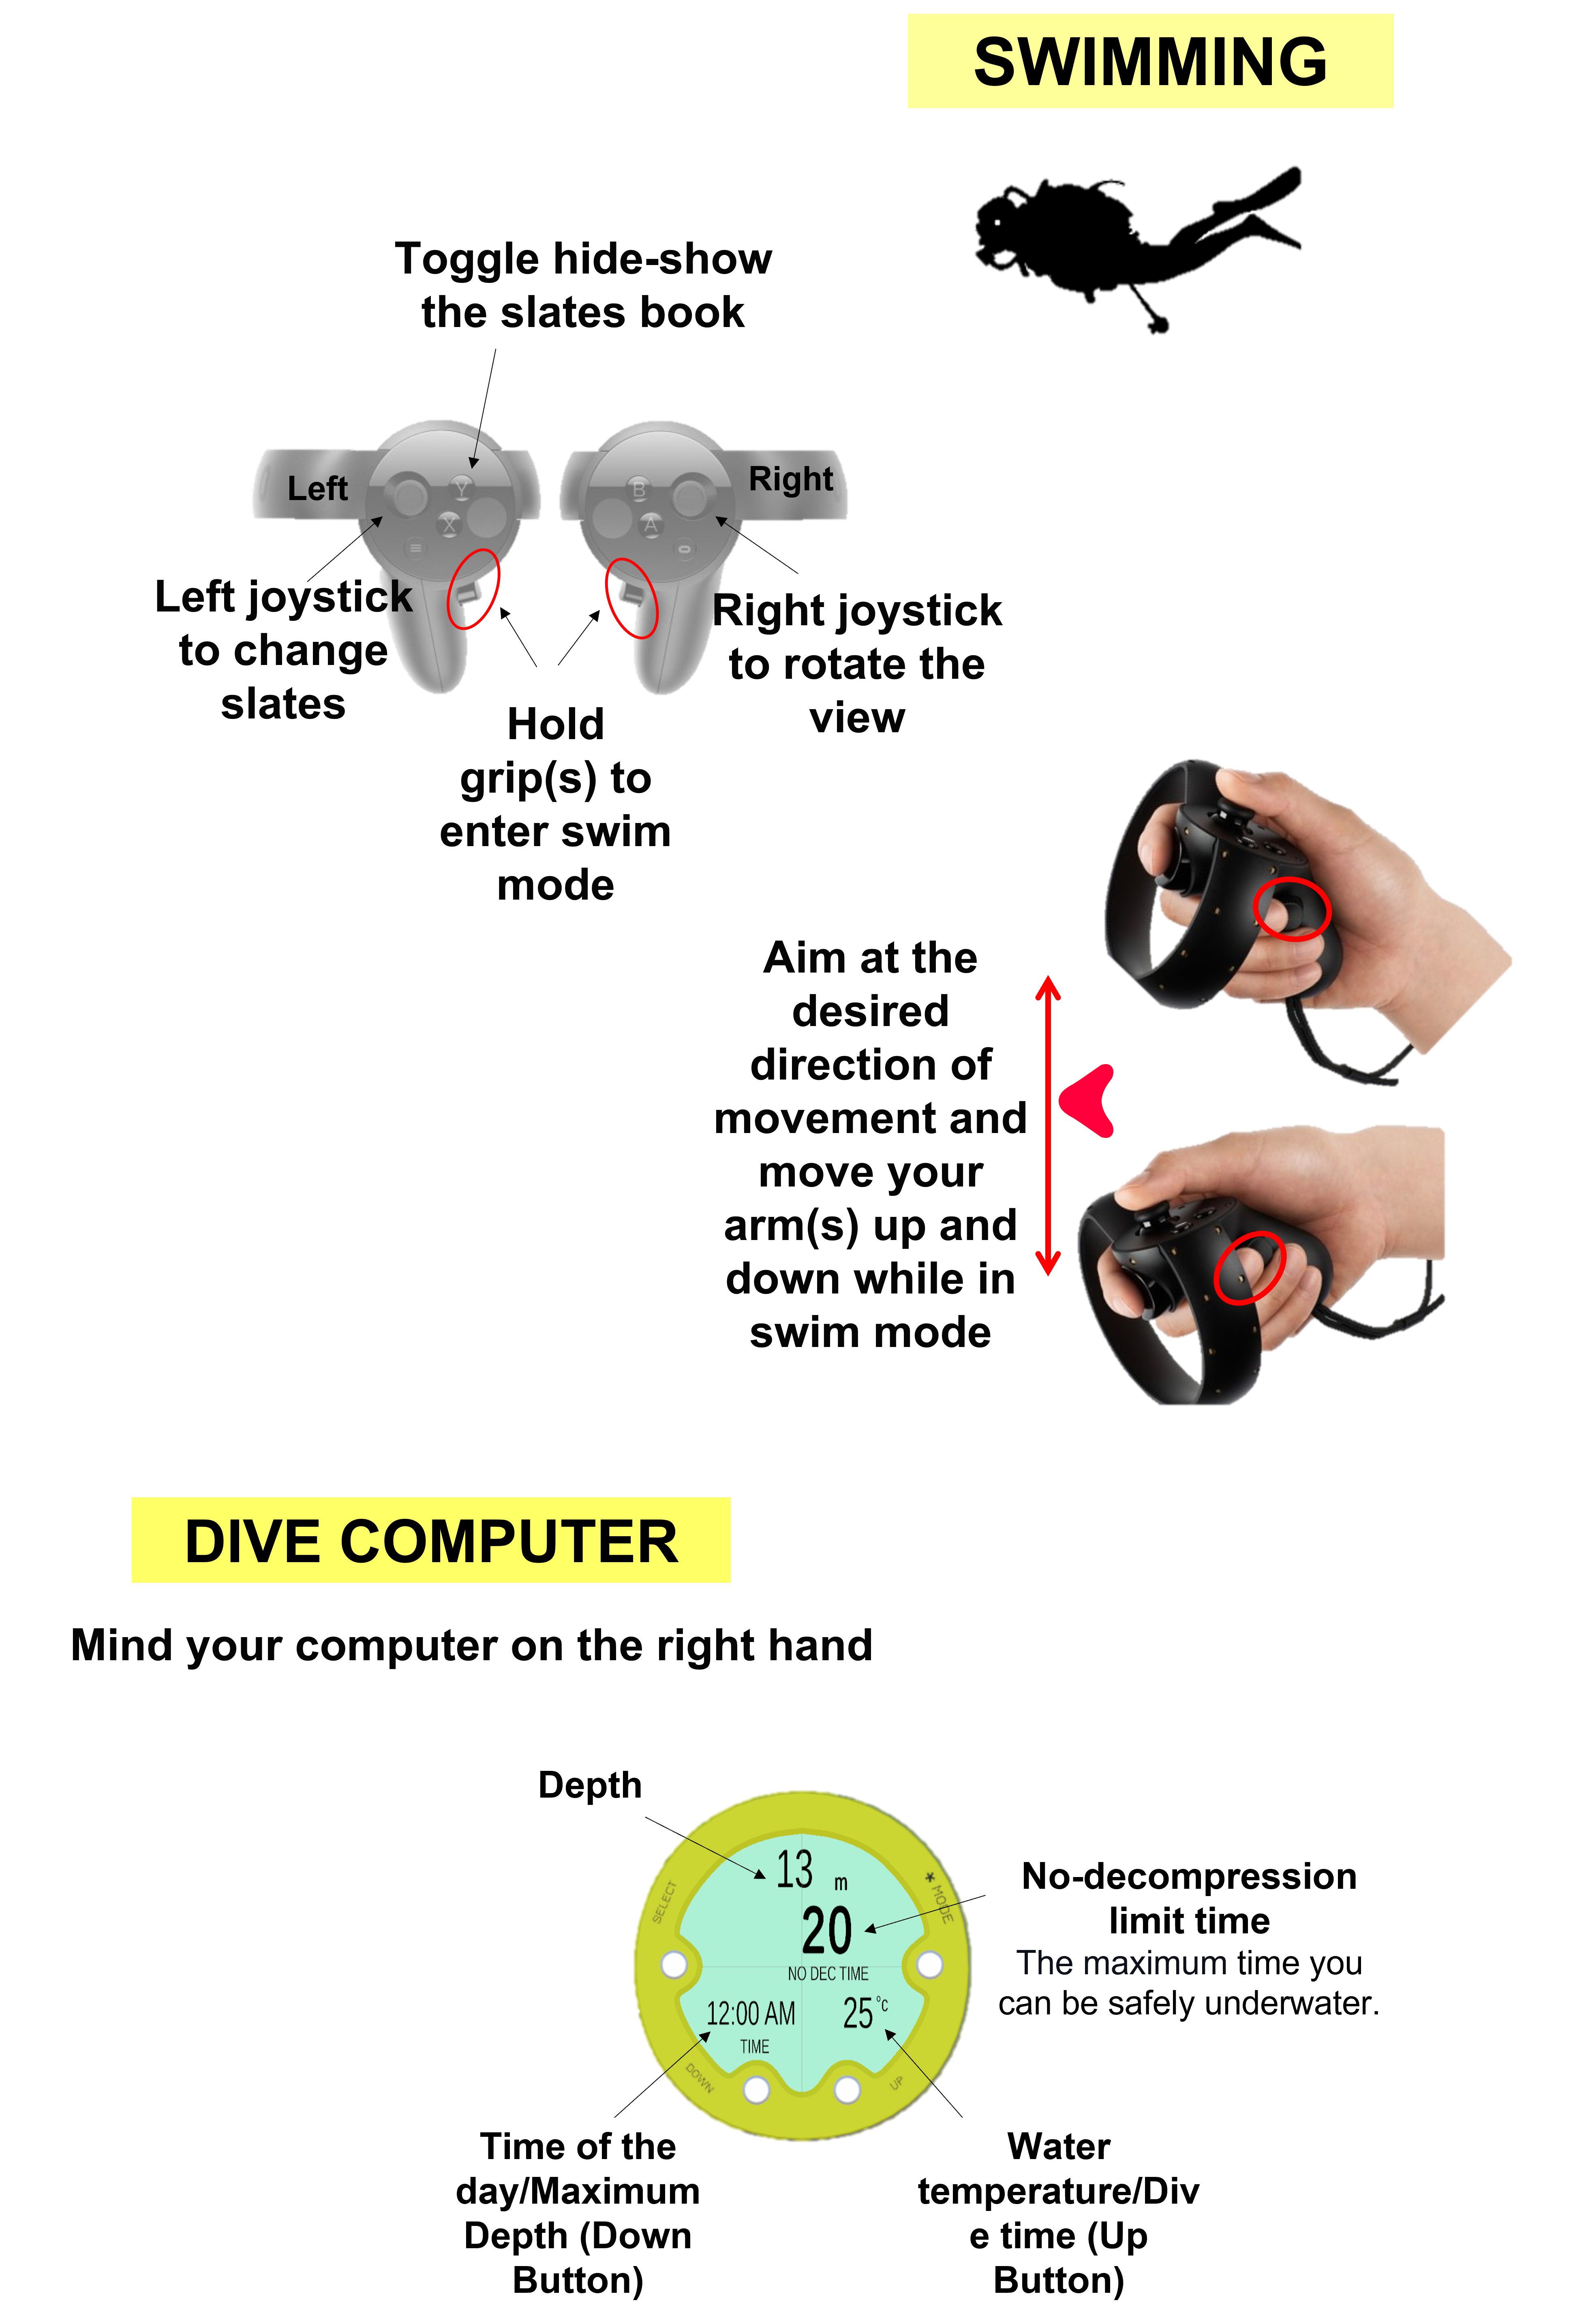 SWIMMING
Toggle hide-show
the slates book
Left
Right
Y
X
B
A
Left joystick
to change
slates
Right joystick
to rotate the
view
Hold
grip(s) to
enter swim
mode
Aim at the
desired
direction of
movement and
move your
arm(s) up and
down while in
swim mode
DIVE COMPUTER
Mind your computer on the right hand
Depth
13 m
20
NO DEC TIME
12:00 AM
TIME
25 °c
SELECT
* MODE
DOWN
UP
No-decompression
limit time
The maximum time you
can be safely underwater.
Time of the
day/Maximum
Depth (Down
Button)
Water
temperature/Div
e time (Up
Button)